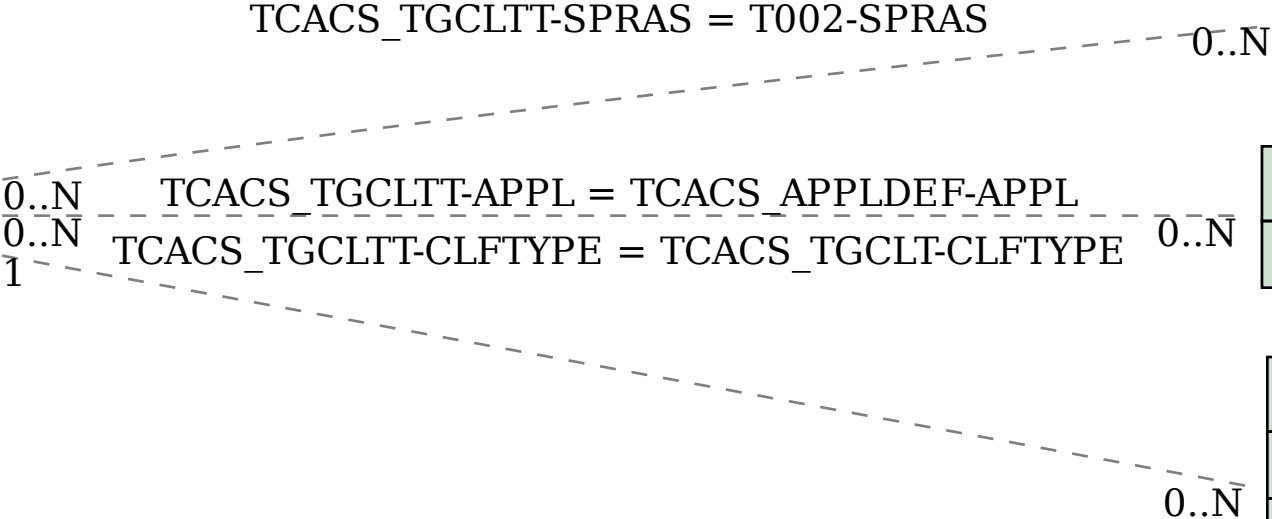 TCACS_TGCLTT-SPRAS = T002-SPRAS
0..N
0..N
TCACS_TGCLTT-APPL = TCACS_APPLDEF-APPL
0..N
0..N
TCACS_TGCLTT-CLFTYPE = TCACS_TGCLT-CLFTYPE
1
0..N